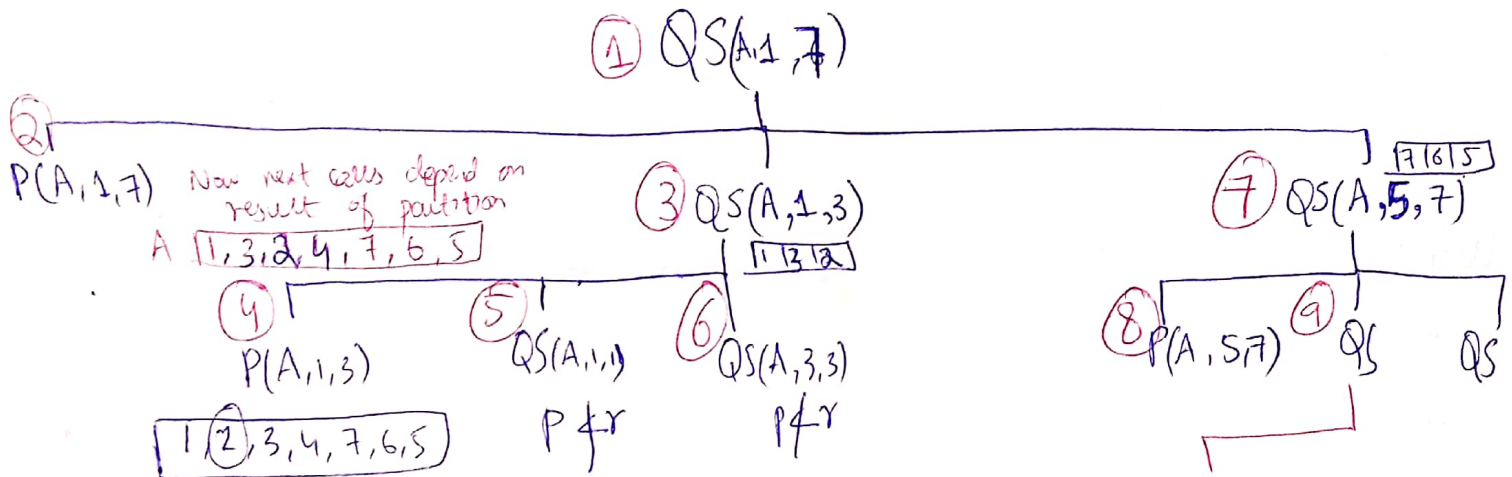 ① QS(A,1,7)
②
P(A,1,7)
Now next calls depend on
result of partition
A [1,3,2,4,7,6,5]
③ QS(A,1,3)
|1|3|2|
④
P(A,1,3)
[1,②,3,4,7,6,5]
⑤
QS(A,1,1)
P ≮ r
⑥
QS(A,3,3)
P ≮ r
|7|6|5|
⑦ QS(A,5,7)
⑧ P(A,5,7)
⑨ QS
QS